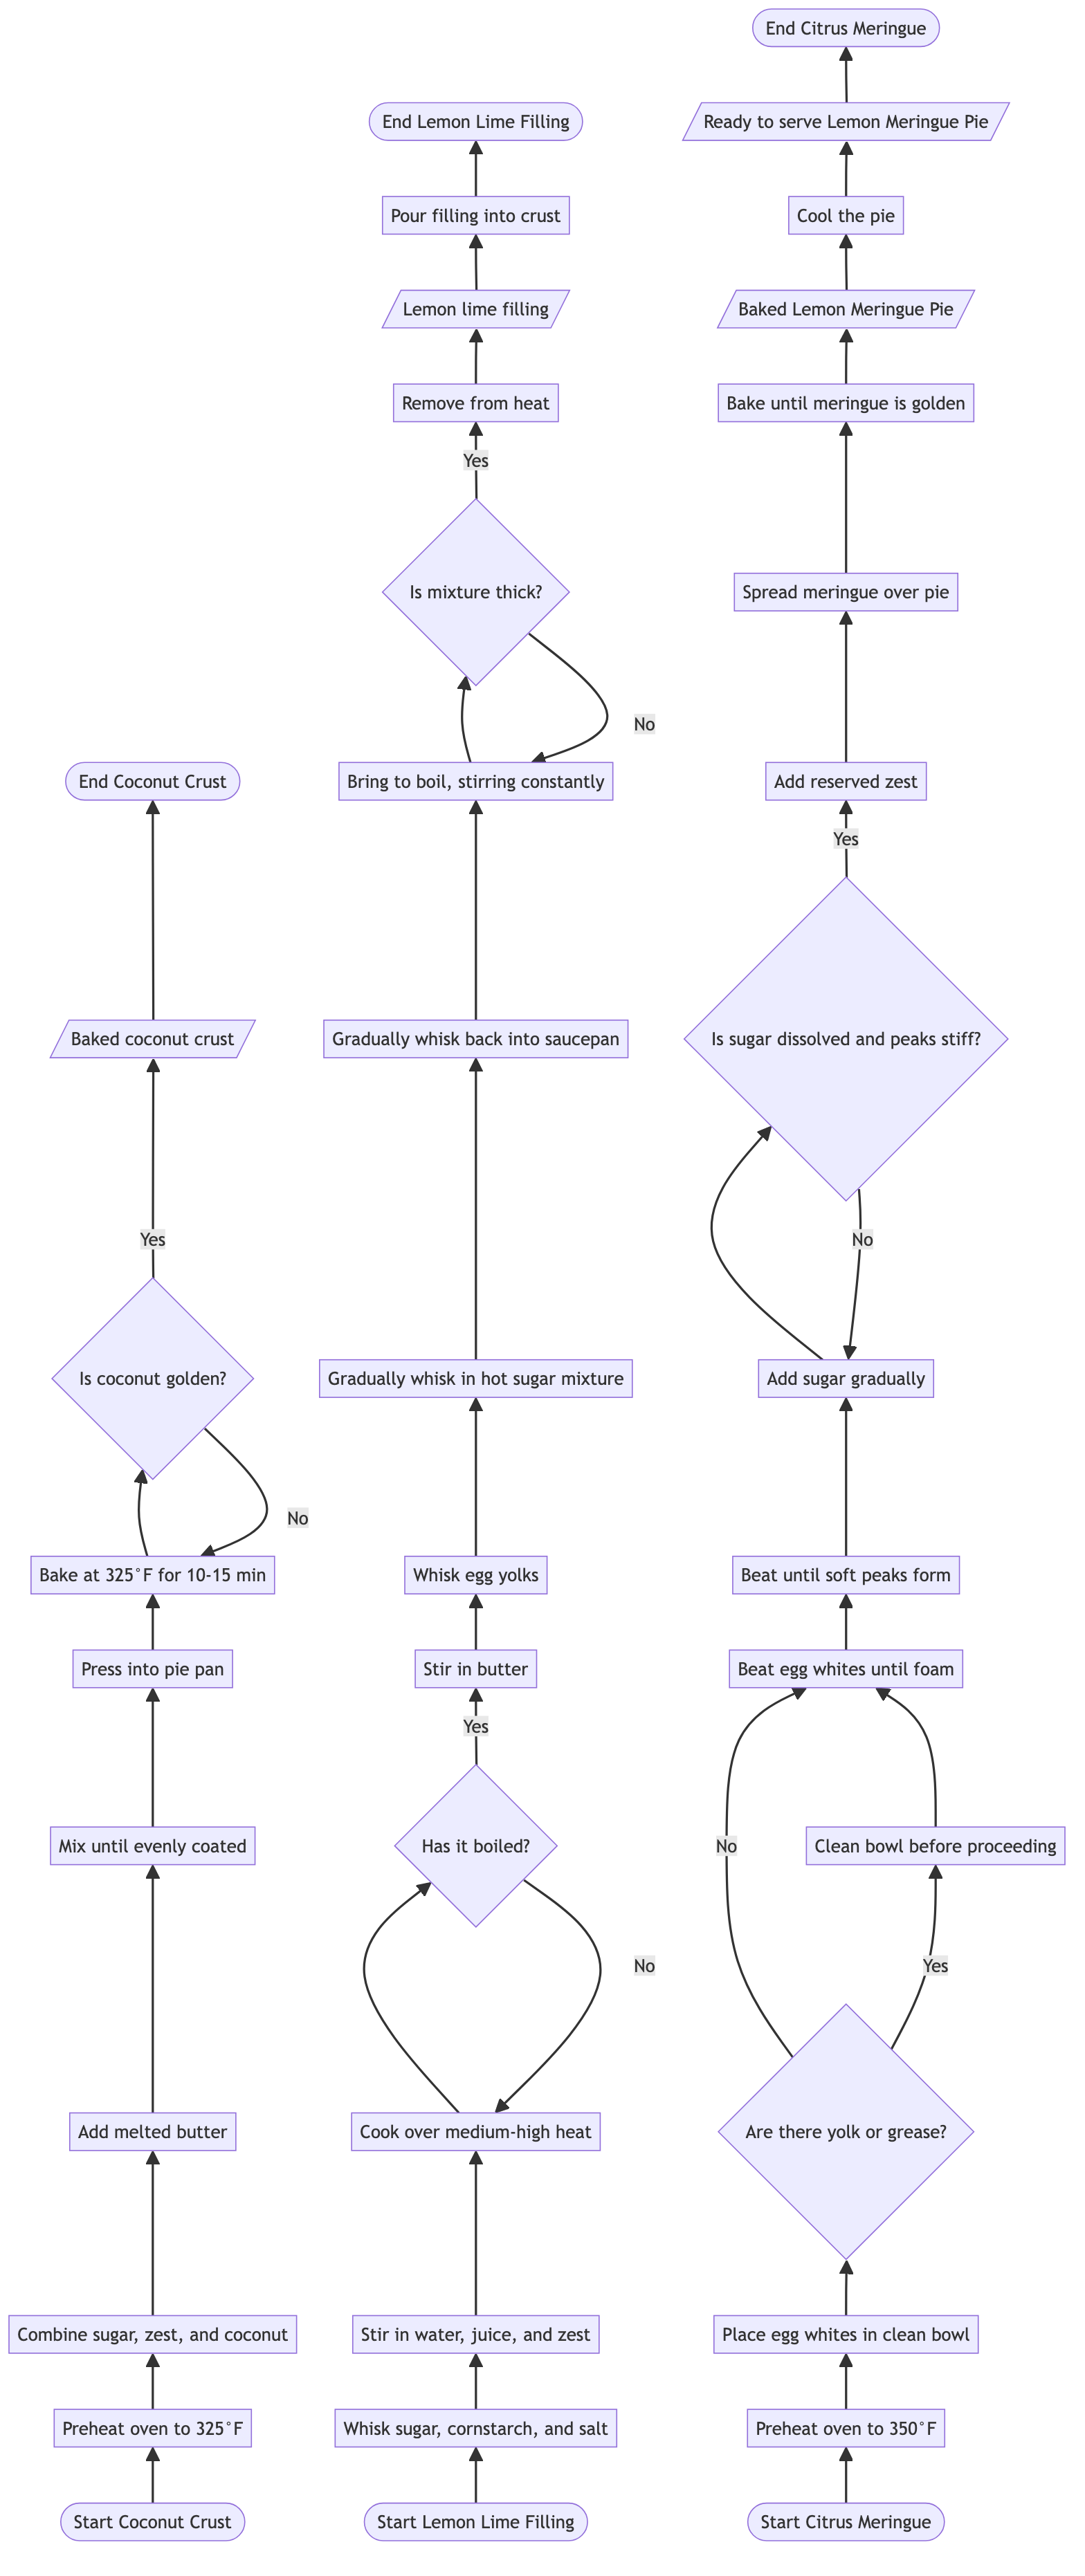 End Citrus Meringue
Ready to serve Lemon Meringue Pie
Cool the pie
Baked Lemon Meringue Pie
Bake until meringue is golden
Spread meringue over pie
Add reserved zest
Yes
Is sugar dissolved and peaks stiff?
No
Add sugar gradually
Beat until soft peaks form
Beat egg whites until foam
No
Clean bowl before proceeding
Yes
Are there yolk or grease?
Place egg whites in clean bowl
Preheat oven to 350°F
Start Citrus Meringue
End Lemon Lime Filling
Pour filling into crust
Lemon lime filling
Remove from heat
Yes
Is mixture thick?
No
Bring to boil, stirring constantly
Gradually whisk back into saucepan
Gradually whisk in hot sugar mixture
Whisk egg yolks
Stir in butter
Yes
Has it boiled?
No
Cook over medium-high heat
Stir in water, juice, and zest
Whisk sugar, cornstarch, and salt
Start Lemon Lime Filling
End Coconut Crust
Baked coconut crust
Yes
Is coconut golden?
No
Bake at 325°F for 10-15 min
Press into pie pan
Mix until evenly coated
Add melted butter
Combine sugar, zest, and coconut
Preheat oven to 325°F
Start Coconut Crust